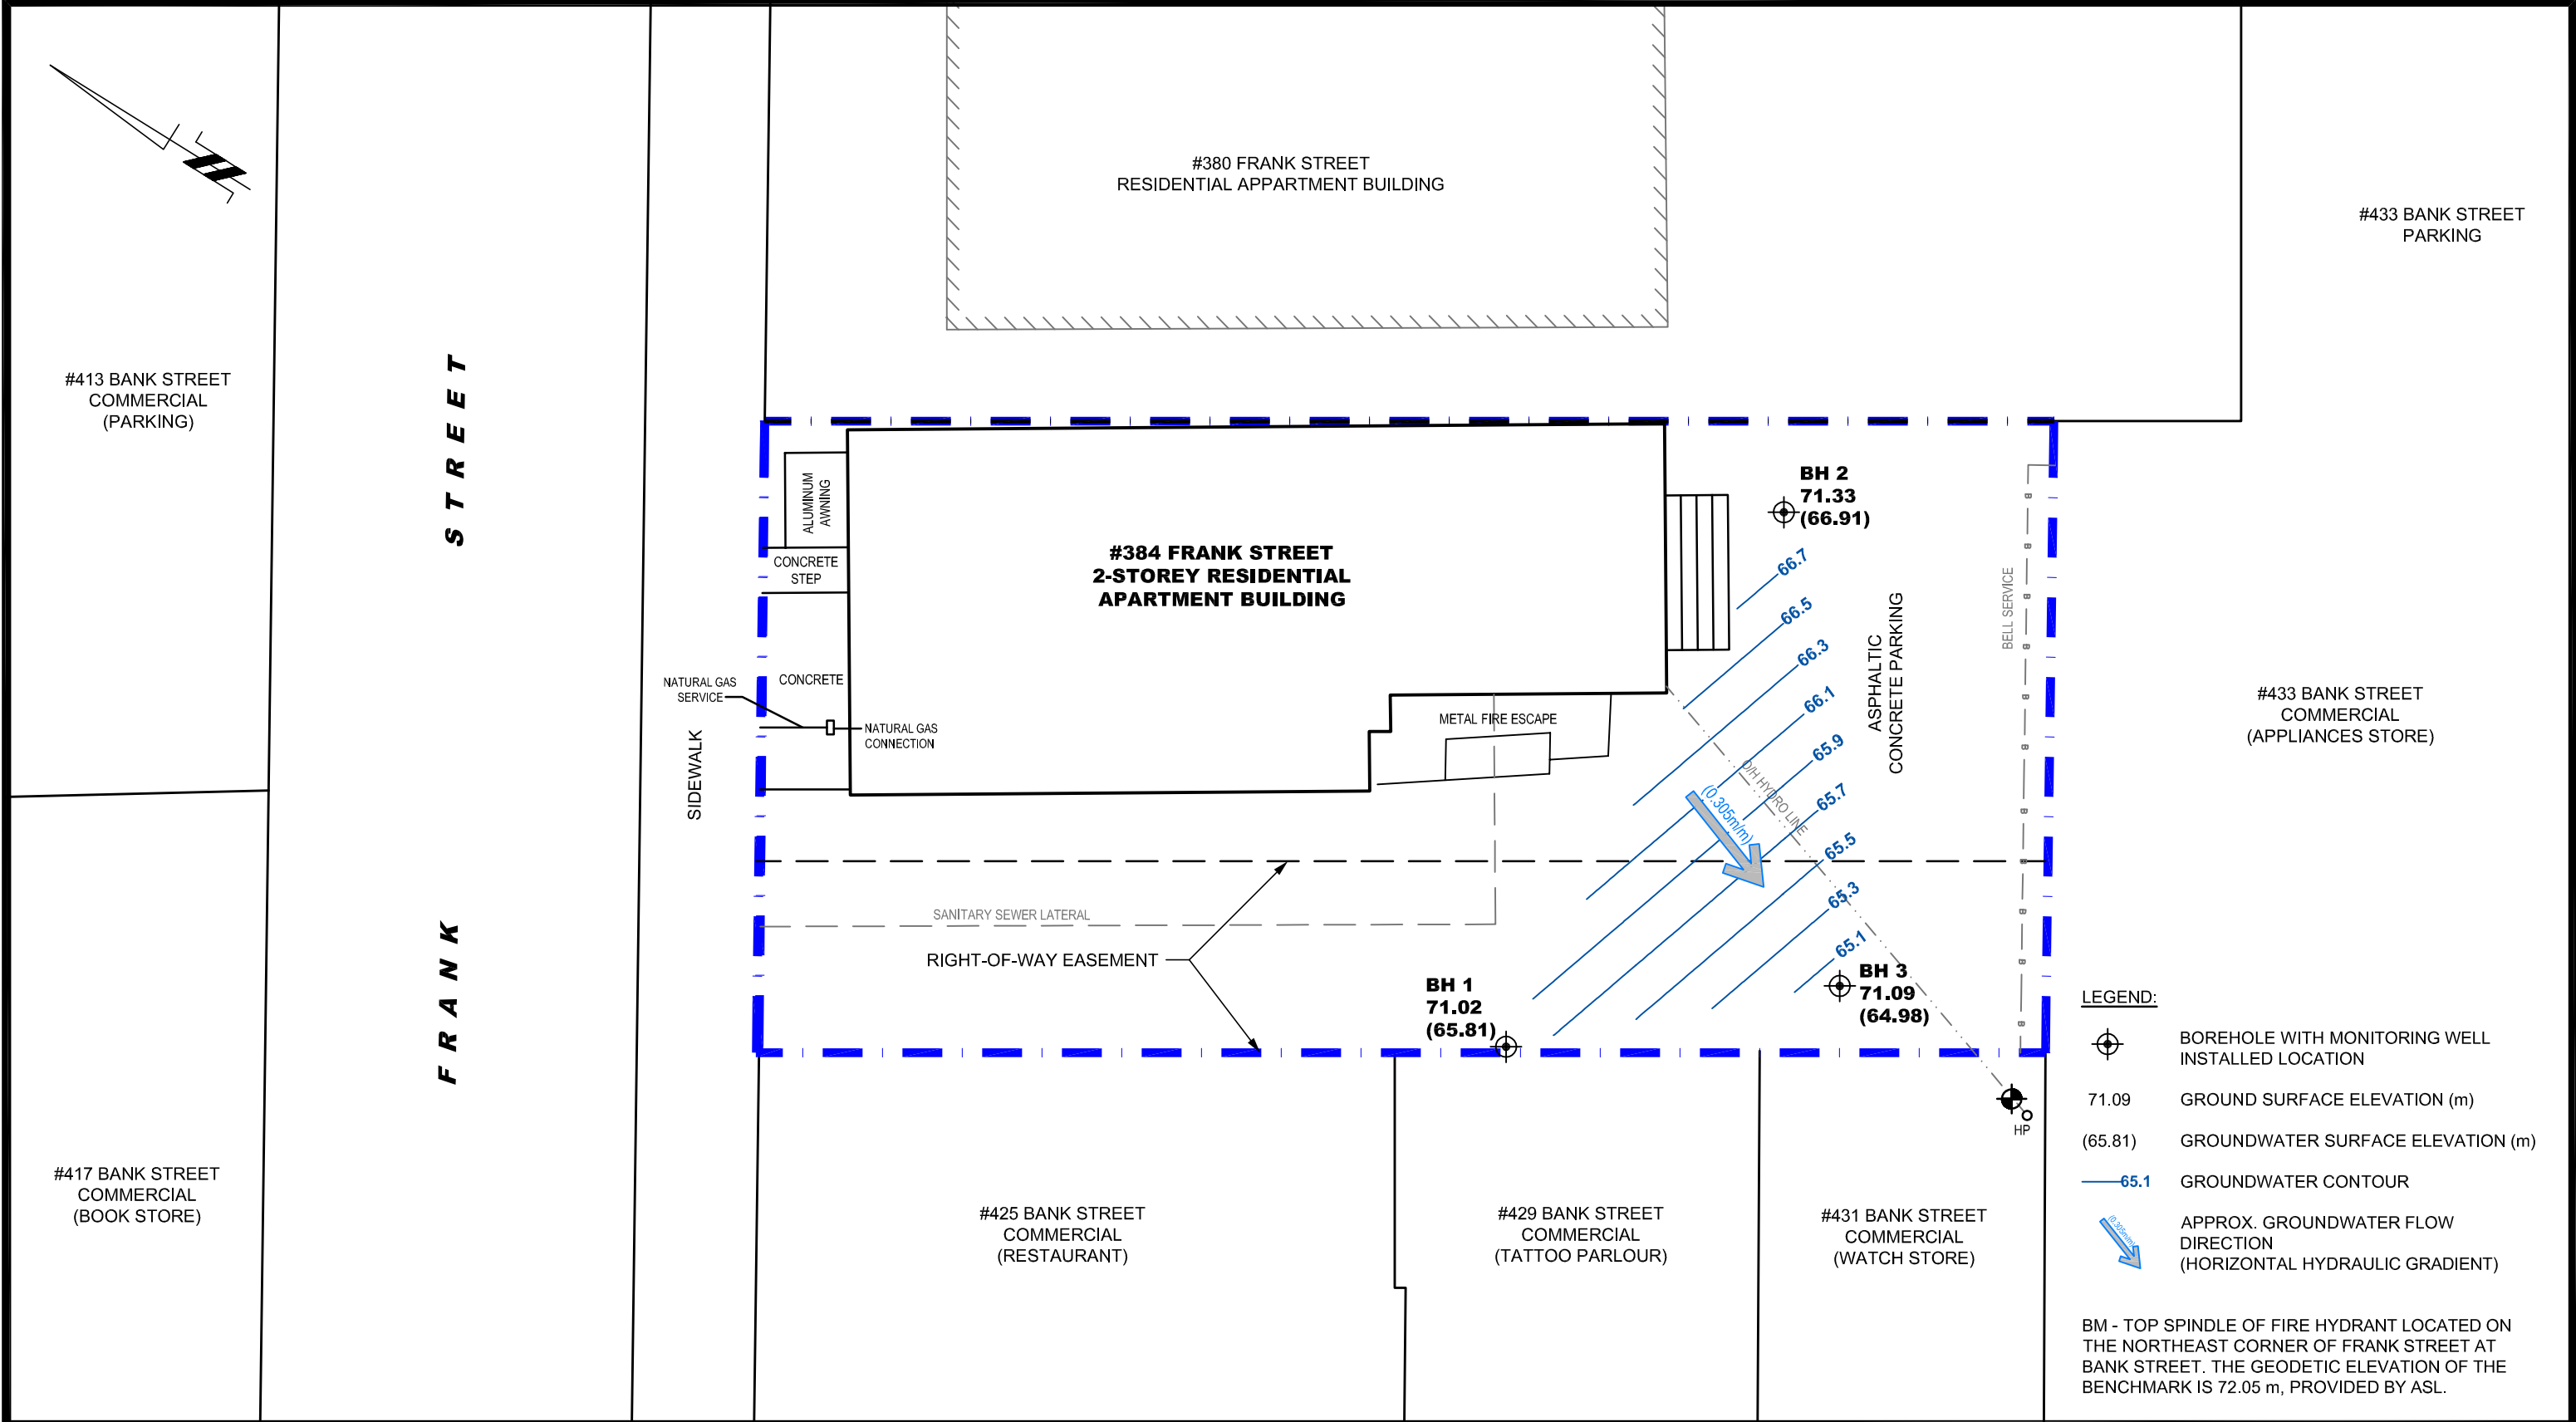 #380 FRANK STREET
RESIDENTIAL APPARTMENT BUILDING
#433 BANK STREET
PARKING
#413 BANK STREET
COMMERCIAL
(PARKING)
FRANK STREET
ALUMINUM
AWNING
CONCRETE
STEP
CONCRETE
NATURAL GAS
SERVICE
NATURAL GAS
CONNECTION
SIDEWALK
#384 FRANK STREET
2-STOREY RESIDENTIAL
APARTMENT BUILDING
METAL FIRE ESCAPE
BH 2
71.33
(66.91)
66.7
66.5
66.3
66.1
65.9
65.7
65.5
65.3
65.1
(0.305m/m)
O/H HYDRO LINE
ASPHALTIC
CONCRETE PARKING
BELL SERVICE
B
B
B
B
B
B
B
B
B
B
B
B
#433 BANK STREET
COMMERCIAL
(APPLIANCES STORE)
SANITARY SEWER LATERAL
RIGHT-OF-WAY EASEMENT
BH 1
71.02
(65.81)
BH 3
71.09
(64.98)
HP
#417 BANK STREET
COMMERCIAL
(BOOK STORE)
#425 BANK STREET
COMMERCIAL
(RESTAURANT)
#429 BANK STREET
COMMERCIAL
(TATTOO PARLOUR)
#431 BANK STREET
COMMERCIAL
(WATCH STORE)
LEGEND:
BOREHOLE WITH MONITORING WELL
INSTALLED LOCATION
71.09 GROUND SURFACE ELEVATION (m)
(65.81) GROUNDWATER SURFACE ELEVATION (m)
65.1 GROUNDWATER CONTOUR
(0.305m/m)
APPROX. GROUNDWATER FLOW
DIRECTION
(HORIZONTAL HYDRAULIC GRADIENT)
BM - TOP SPINDLE OF FIRE HYDRANT LOCATED ON
THE NORTHEAST CORNER OF FRANK STREET AT
BANK STREET. THE GEODETIC ELEVATION OF THE
BENCHMARK IS 72.05 m, PROVIDED BY ASL.